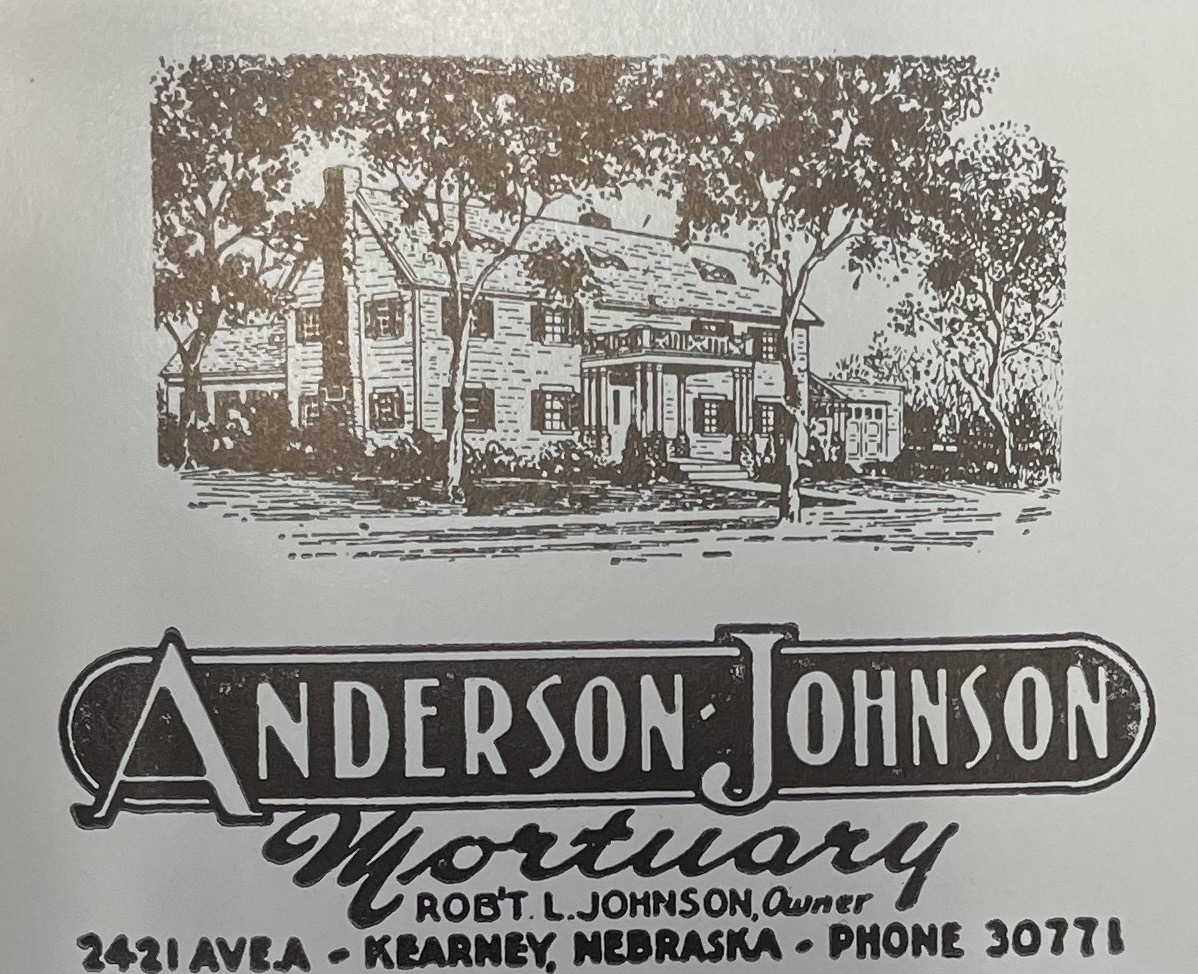 ANDERSON·JOHNSON
Mortuary
ROB'T. L. JOHNSON, Owner
2421 AVE. A - KEARNEY, NEBRASKA - PHONE 30771